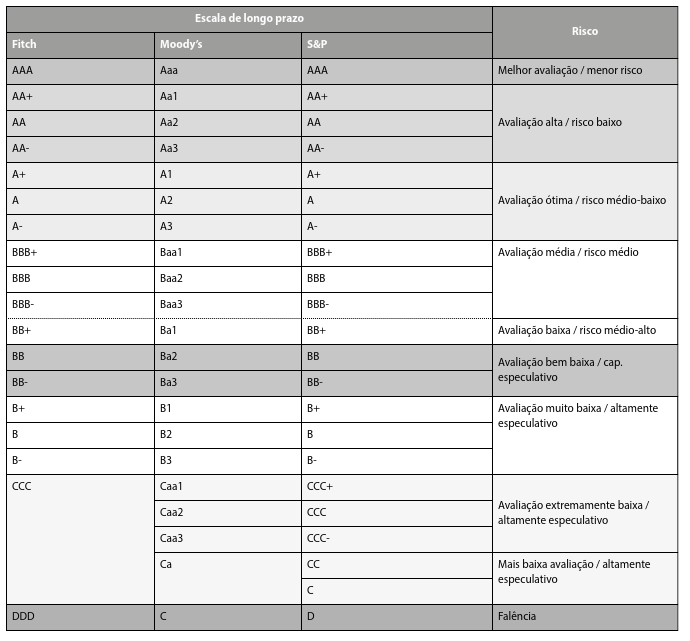 Escala de longo prazo
Risco
Fitch Moody's S&P
AAA Aaa AAA Melhor avaliação / menor risco
AA+ Aa1 AA+
AA Aa2 AA Avaliação alta / risco baixo
AA- Aa3 AA-
A+ A1 A+
A A2 A Avaliação ótima / risco médio-baixo
A- A3 A-
BBB+ Baa1 BBB+ Avaliação média / risco médio
BBB Baa2 BBB
BBB- Baa3 BBB-
BB+ Ba1 BB+ Avaliação baixa / risco médio-alto
BB Ba2 BB Avaliação bem baixa / cap.
especulativo
BB- Ba3 BB-
B+ B1 B+ Avaliação muito baixa / altamente
especulativo
B B2 B
B- B3 B-
CCC Caa1 CCC+
Caa2 CCC Avaliação extremamente baixa /
altamente especulativo
Caa3 CCC-
Ca CC Mais baixa avaliação / altamente
especulativo
C
DDD C D Falência